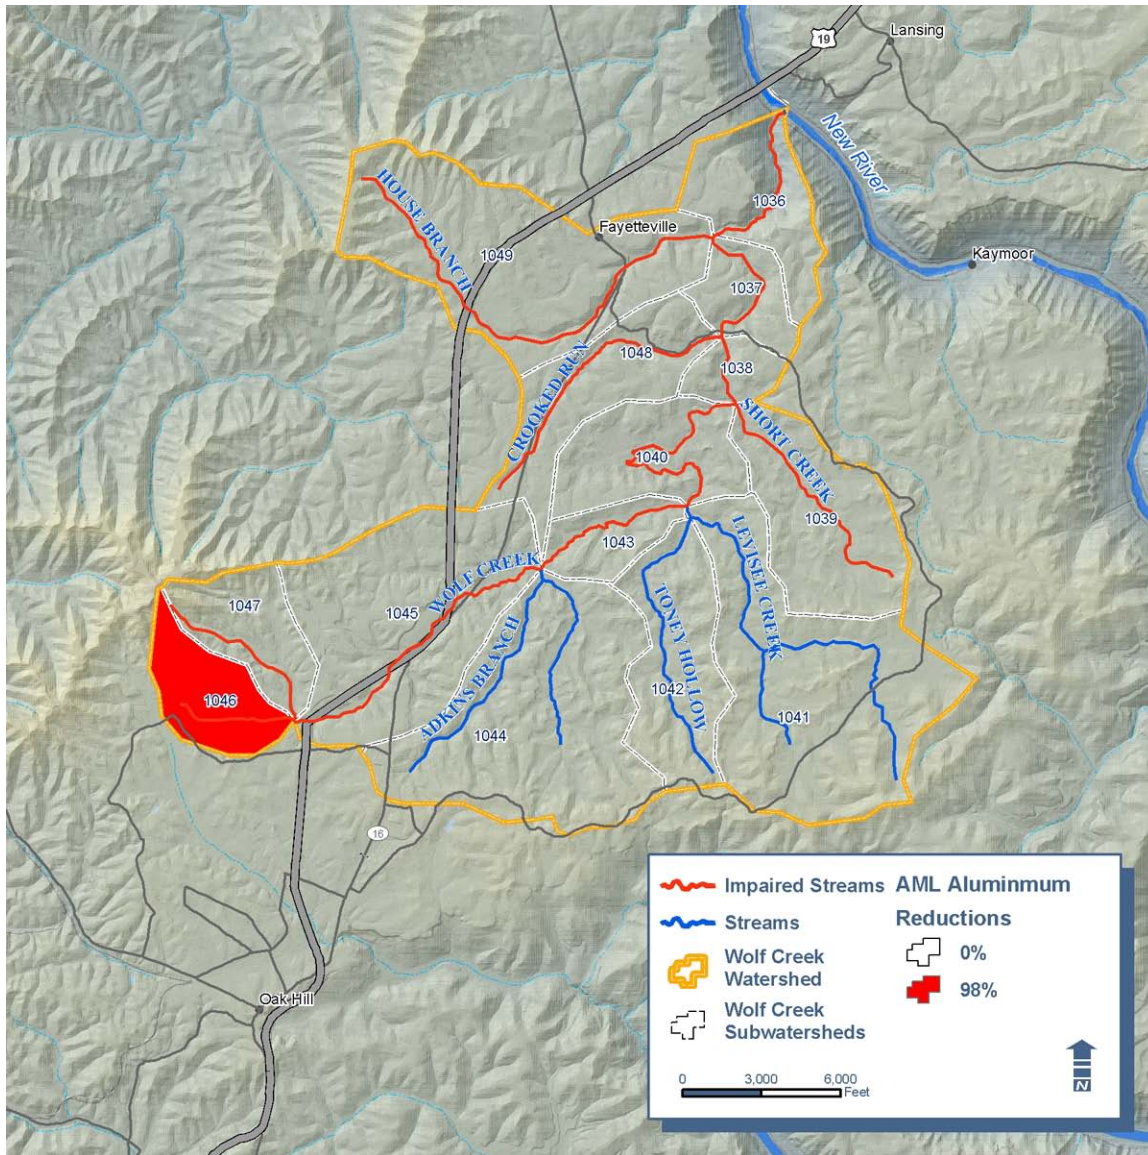 19
Lansing
New River
HOUSE BRANCH
1036
Fayetteville
1049
Kaymoor
1037
1048
1038
CROOKED RUN
SHORT CREEK
1040
1039
1043
LEVISEE CREEK
WOLF CREEK
1047
1045
TONEY HOLLOW
ADKINS BRANCH
1046
1042
1041
1044
16
Oak Hill
Impaired Streams
Streams
Wolf Creek
Watershed
Wolf Creek
Subwatersheds
AML Aluminmum
Reductions
0%
98%
0 3,000 6,000
Feet
N